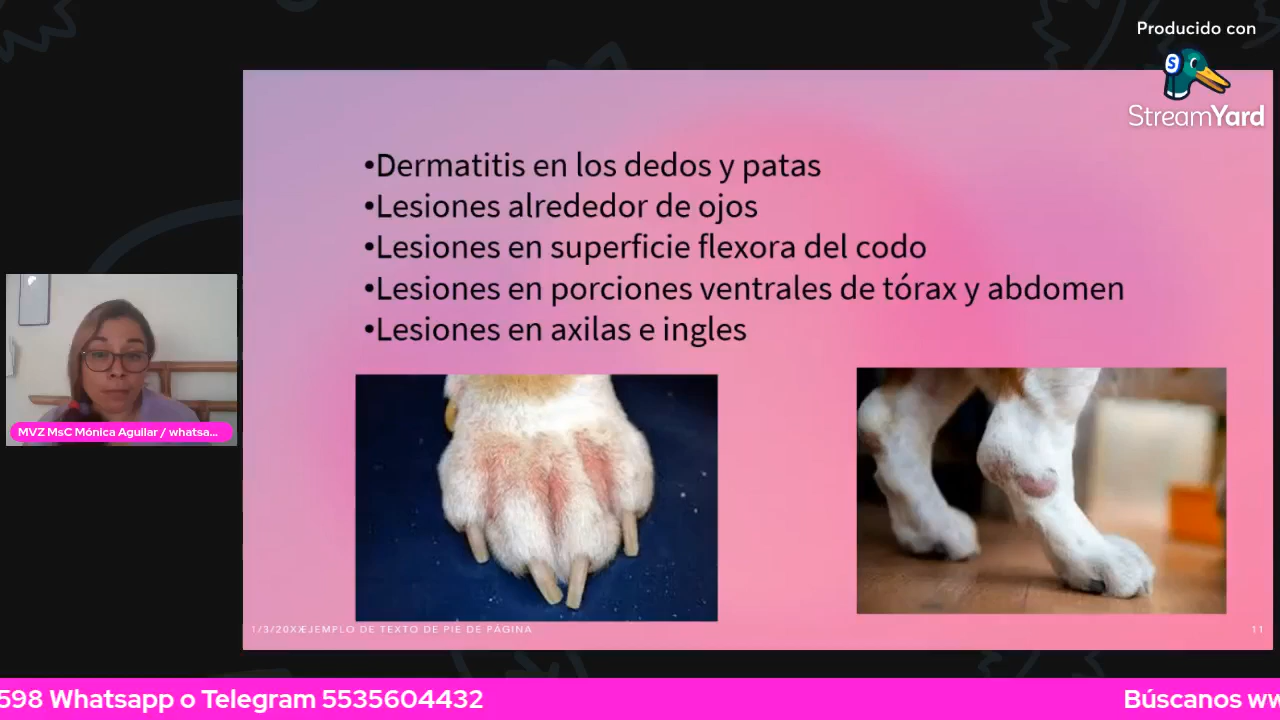 Producido con
StreamYard
•Dermatitis en los dedos y patas
•Lesiones alrededor de ojos
•Lesiones en superficie flexora del codo
•Lesiones en porciones ventrales de tórax y abdomen
•Lesiones en axilas e ingles
MVZ MsC Mónica Aguilar / whatsa...
1/3/20XX
EJEMPLO DE TEXTO DE PIE DE PÁGINA
11
598 Whatsapp o Telegram 5535604432
Búscanos ww